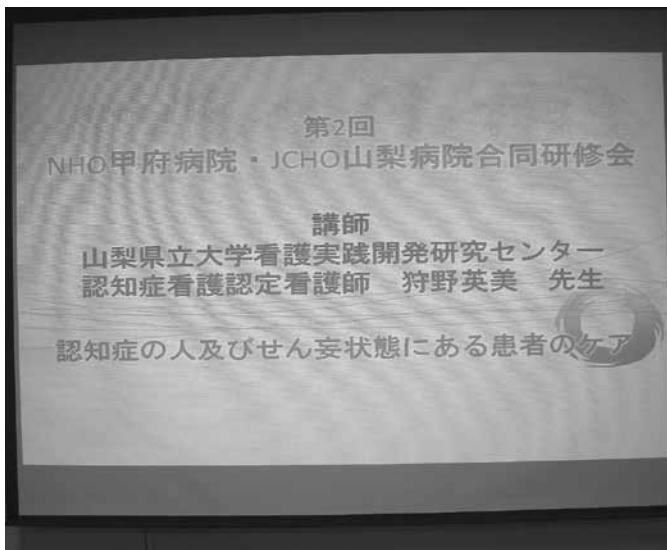 第2回
NHO甲府病院・JCHO山梨病院合同研修会
講師
山梨県立大学看護実践開発研究センター
認知症看護認定看護師　狩野英美　先生
認知症の人及びせん妄状態にある患者のケア